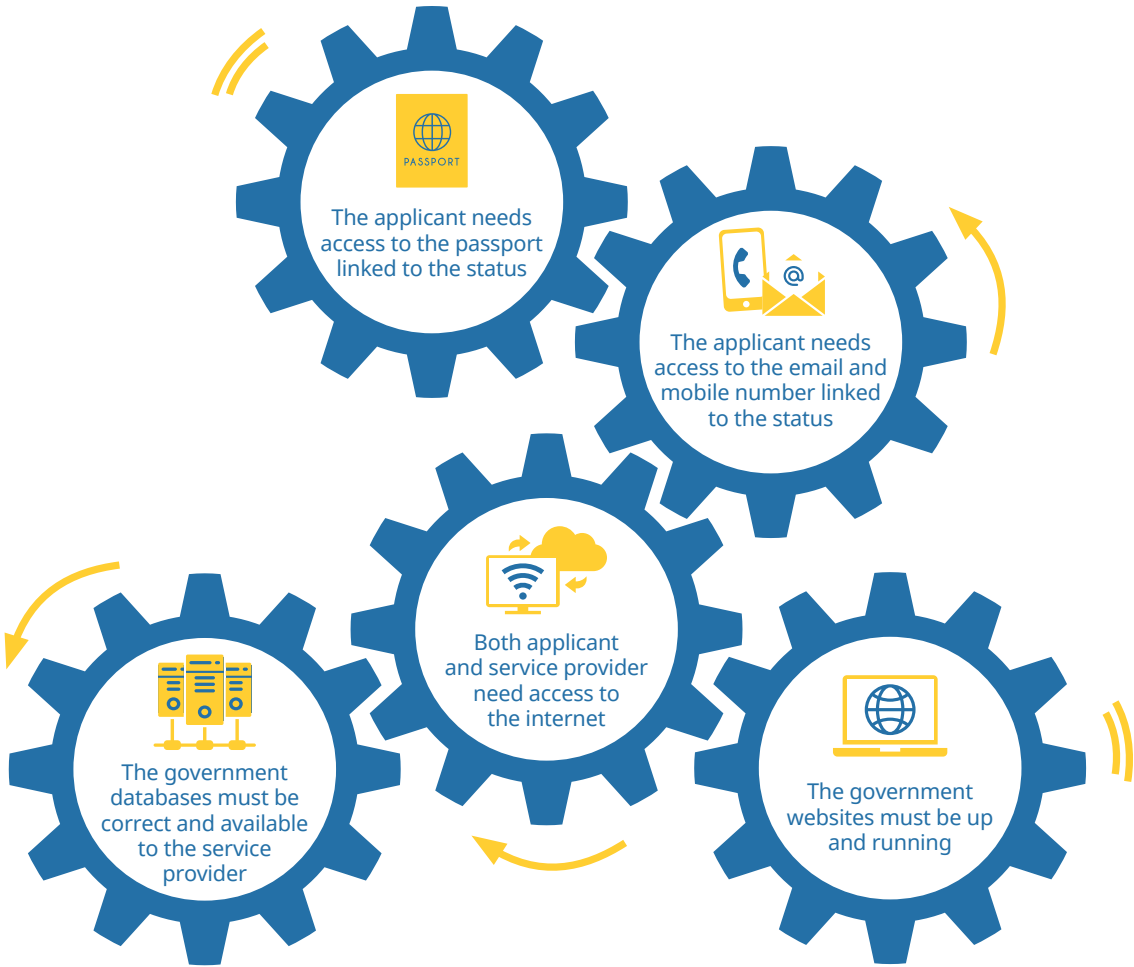 PASSPORT
The applicant needs
access to the passport
linked to the status
@
The applicant needs
access to the email and
mobile number linked
to the status
Both applicant
and service provider
need access to
the internet
The government
databases must be
correct and available
to the service
provider
The government
websites must be up
and running